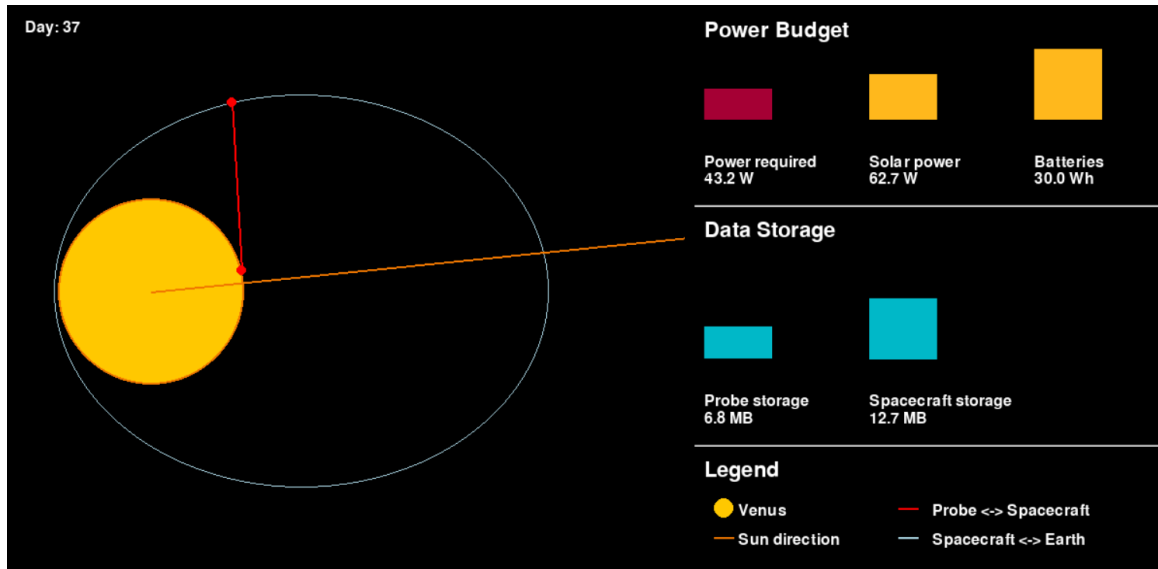 Day: 37
Power Budget
Power required
43.2 W
Solar power
62.7 W
Batteries
30.0 Wh
Data Storage
Probe storage
6.8 MB
Spacecraft storage
12.7 MB
Legend
Venus
Probe <-> Spacecraft
Sun direction
Spacecraft <-> Earth